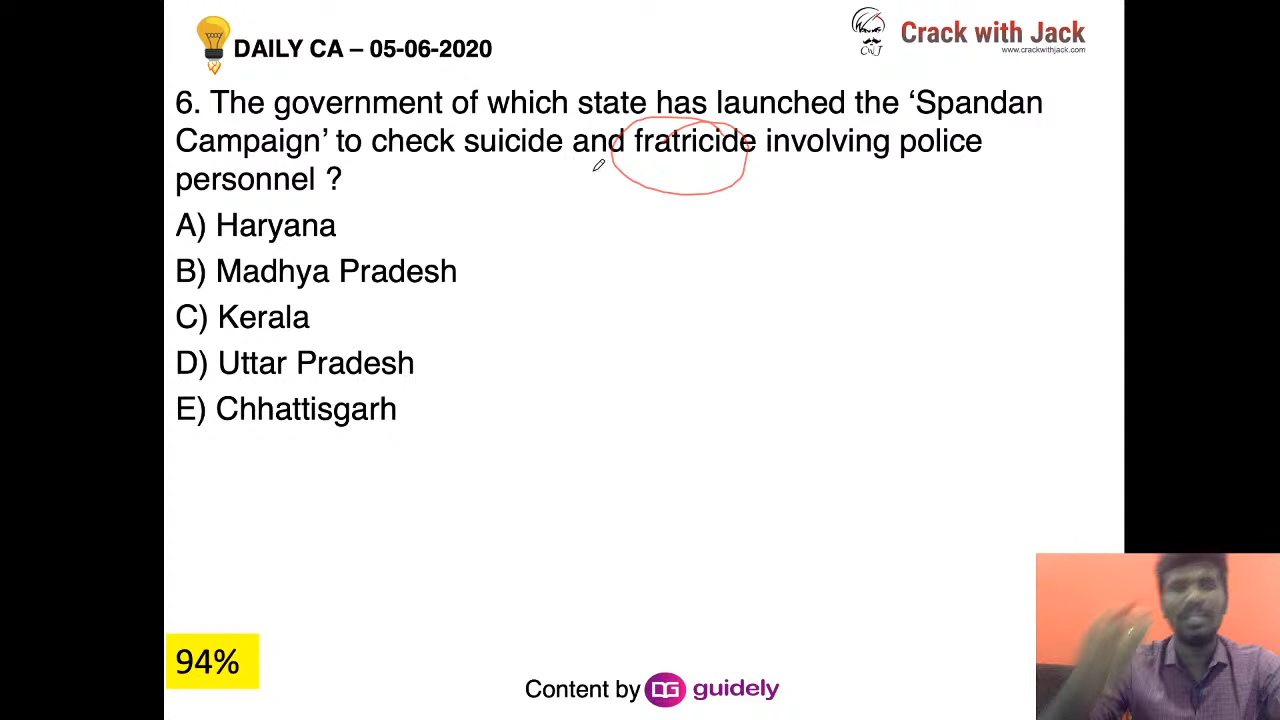 DAILY CA – 05-06-2020
Crack with Jack
CWJ
www.crackwithjack.com
6. The government of which state has launched the ‘Spandan
Campaign’ to check suicide and fratricide involving police
personnel ?
A) Haryana
B) Madhya Pradesh
C) Kerala
D) Uttar Pradesh
E) Chhattisgarh
94%
Content by DG guidely